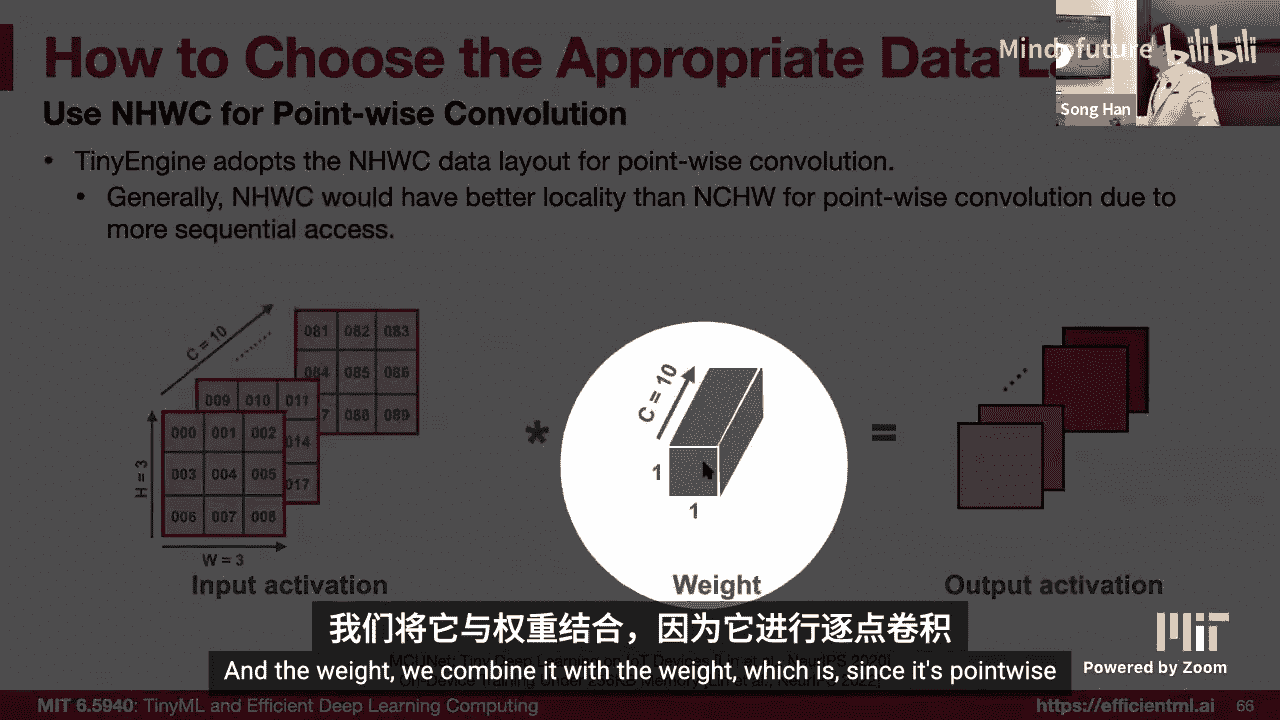 How to Choose the Appropriate Data L
Mindofuture bilibili
Song Han
Use NHWC for Point-wise Convolution
• TinyEngine adopts the NHWC data layout for point-wise convolution.
• Generally, NHWC would have better locality than NCHW for point-wise convolution due to
more sequential access.
C = 10
081 082 083
084 085 086
7 088 089
009 010 011
014
017
000 001 002
003 004 005
006 007 008
H = 3
W = 3
Input activation
*
C = 10
1
1
Weight
=
Output activation
我们将它与权重结合，因为它进行逐点卷积
And the weight, we combine it with the weight, which is, since it's pointwise
MIT
Powered by Zoom
MIT 6.5940: TinyML and Efficient Deep Learning Computing
https://efficientml.ai 66